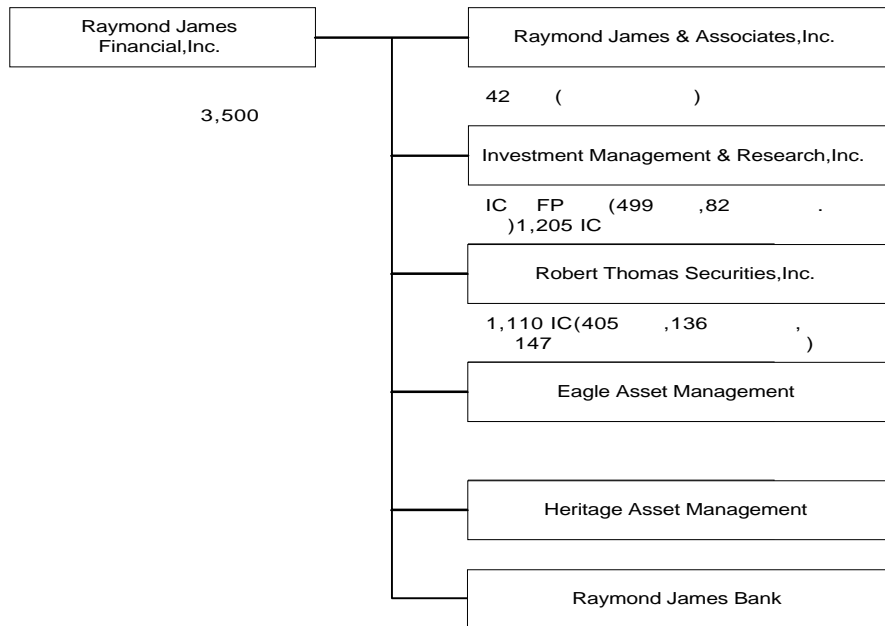 Raymond James
Financial,Inc.
3,500
Raymond James & Associates,Inc.
42 ( )
Investment Management & Research,Inc.
IC FP (499 ,82 .
)1,205 IC
Robert Thomas Securities,Inc.
1,110 IC(405 ,136 ,
147 )
Eagle Asset Management
Heritage Asset Management
Raymond James Bank